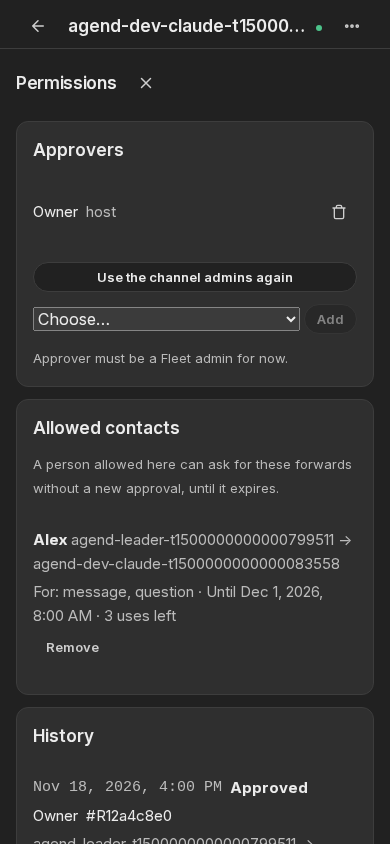 agend-dev-claude-t15000...
Permissions
Approvers
Owner host
Use the channel admins again
Choose...
Add
Approver must be a Fleet admin for now.
Allowed contacts
A person allowed here can ask for these forwards
without a new approval, until it expires.
Alex agend-leader-t1500000000000799511 →
agend-dev-claude-t1500000000000083558
For: message, question · Until Dec 1, 2026,
8:00 AM · 3 uses left
Remove
History
Nov 18, 2026, 4:00 PM Approved
Owner #R12a4c8e0
agend-leader-t1500000000000799511 →